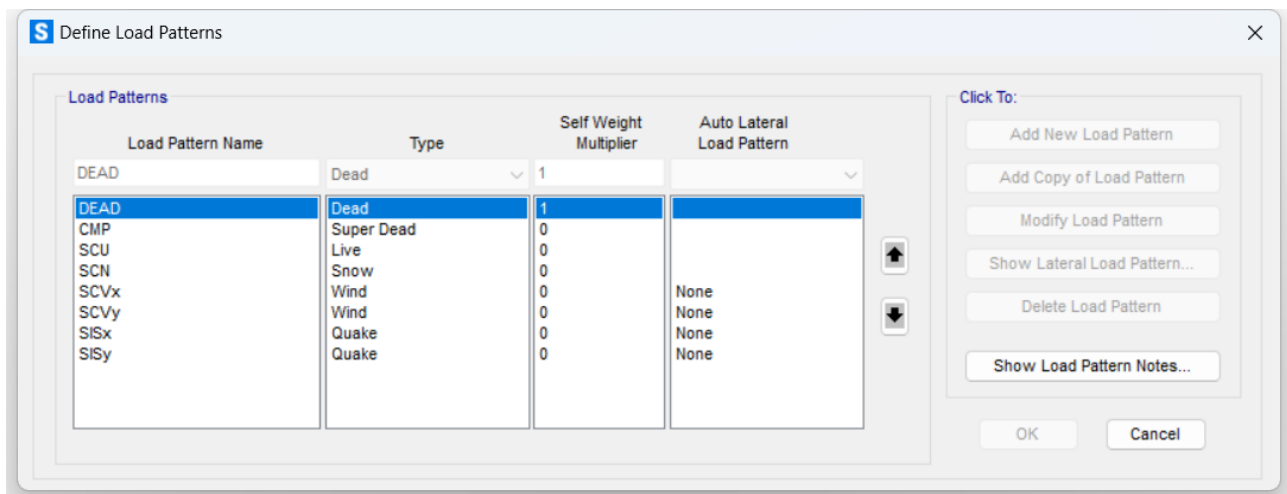 S Define Load Patterns
Load Patterns
Click To:
Load Pattern Name Type Self Weight Multiplier Auto Lateral Load Pattern
DEAD Dead 1
DEAD Dead 1
CMP Super Dead 0
SCU Live 0
SCN Snow 0
SCVx Wind 0 None
SCVy Wind 0 None
SISx Quake 0 None
SISy Quake 0 None
Add New Load Pattern
Add Copy of Load Pattern
Modify Load Pattern
Show Lateral Load Pattern...
Delete Load Pattern
Show Load Pattern Notes...
OK Cancel